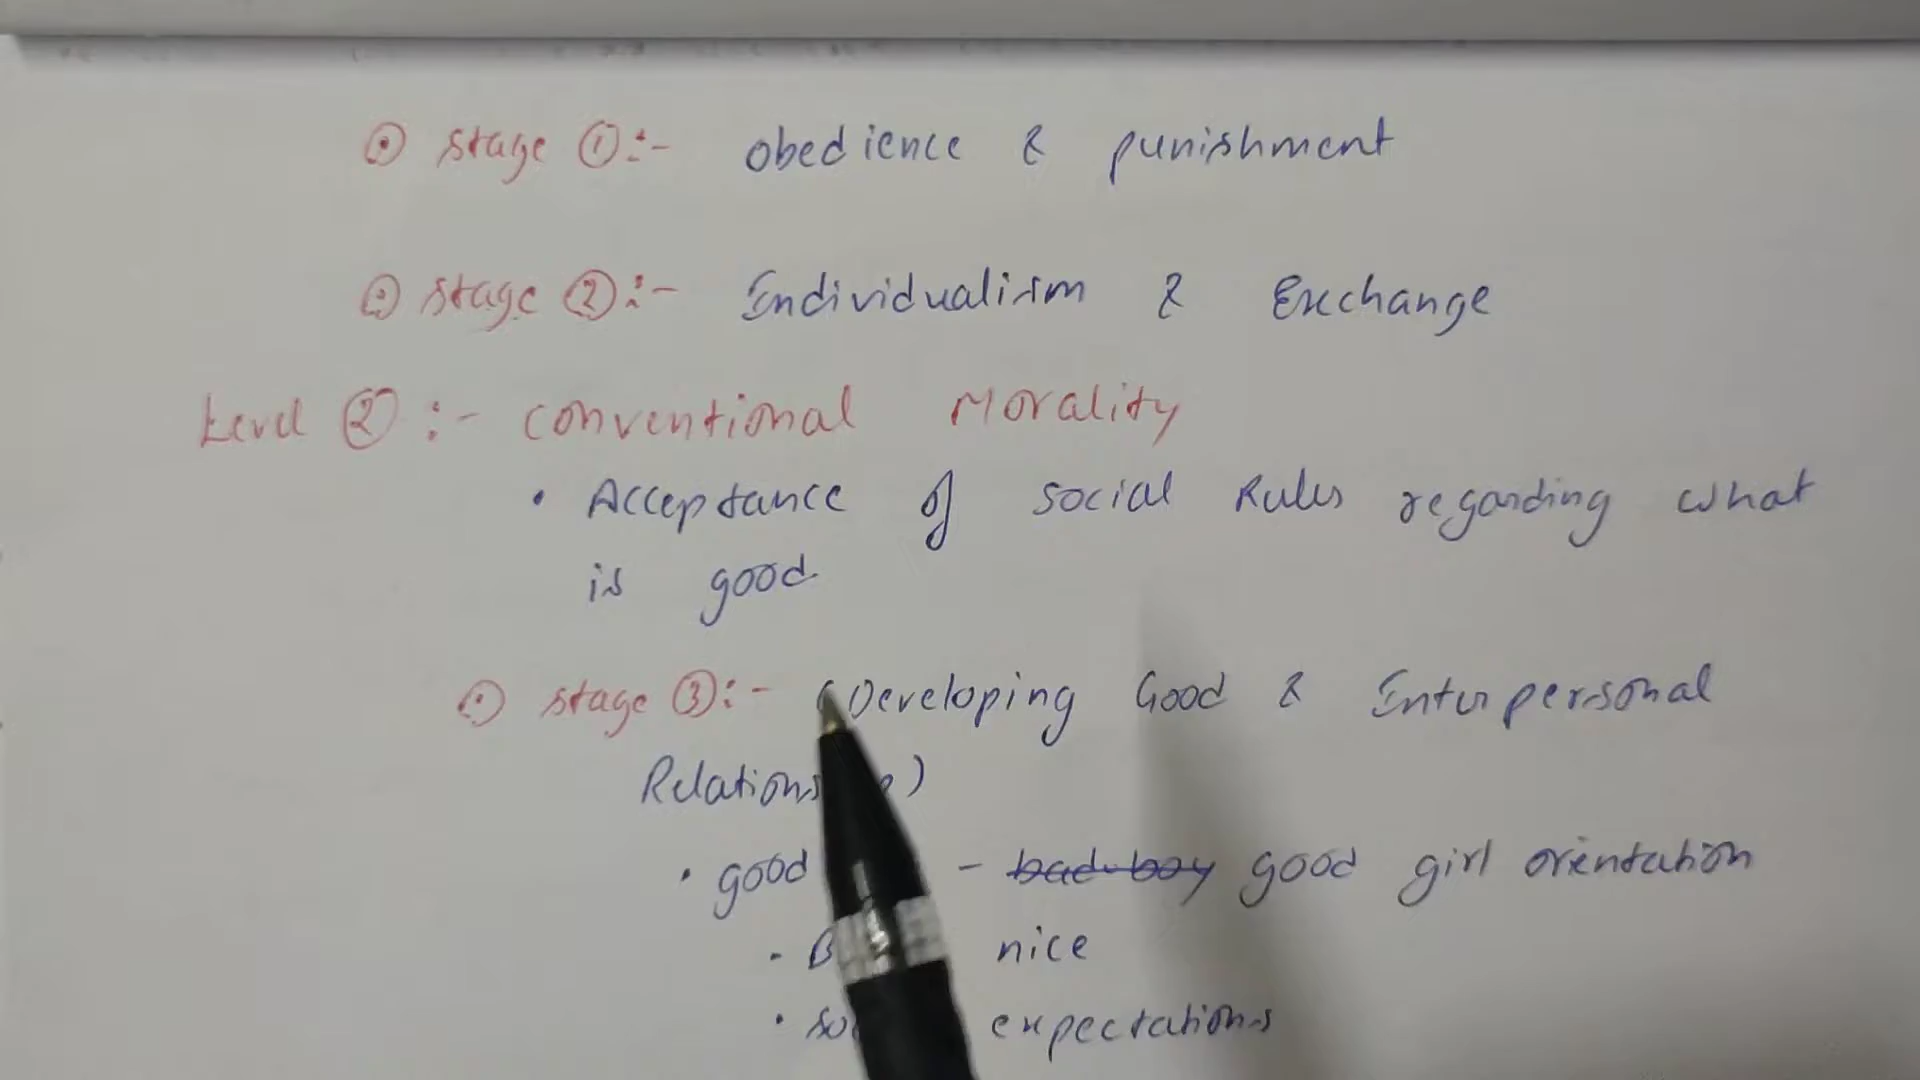 ⊙ Stage ①:- obedience & punishment
⊙ Stage ②:- Individualism & Exchange
Level ②:- Conventional Morality
• Acceptance of social Rules regarding what
is good
⊙ Stage ③:- (Developing Good & Interpersonal
• good - bad boy good girl orientation
• nice
• expectations